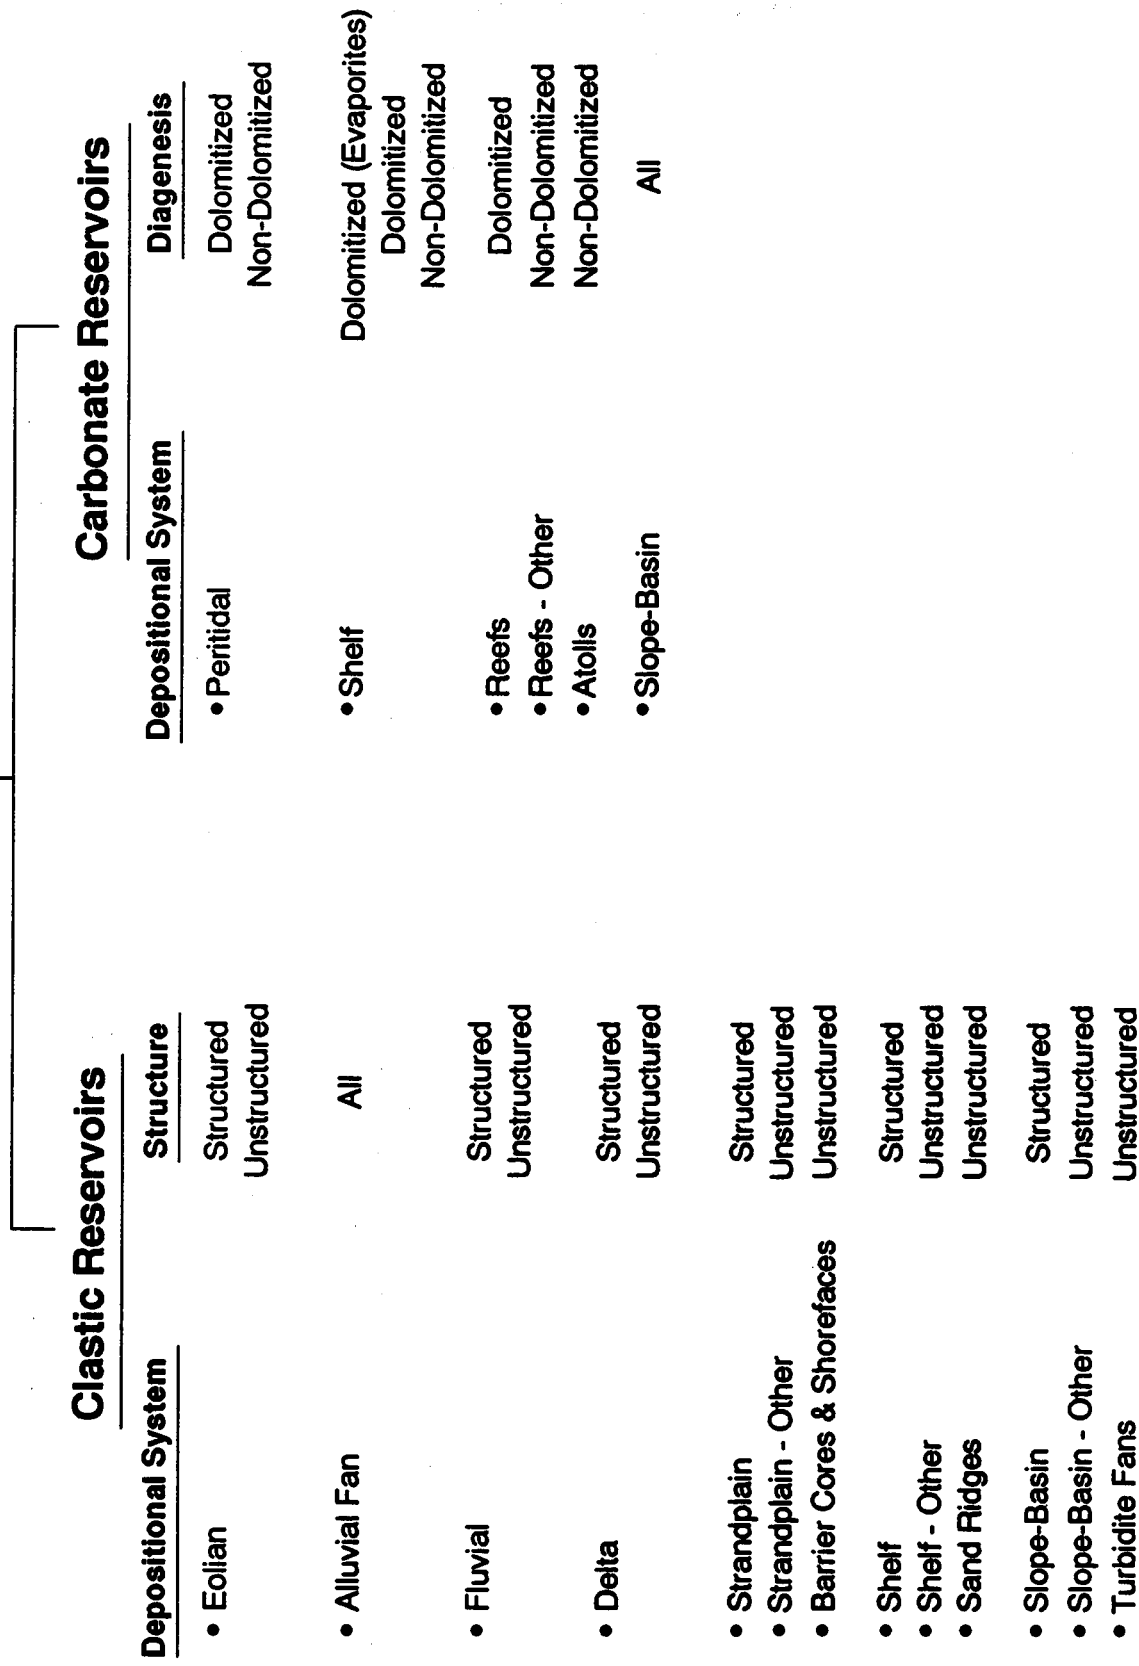 Clastic Reservoirs
Depositional System Structure
• Eolian Structured
Unstructured
• Alluvial Fan All
• Fluvial Structured
Unstructured
• Delta Structured
Unstructured
• Strandplain Structured
• Strandplain - Other Unstructured
• Barrier Cores & Shorefaces Unstructured
• Shelf Structured
• Shelf - Other Unstructured
• Sand Ridges Unstructured
• Slope-Basin Structured
• Slope-Basin - Other Unstructured
• Turbidite Fans Unstructured
Carbonate Reservoirs
Depositional System Diagenesis
• Peritidal Dolomitized
Non-Dolomitized
• Shelf Dolomitized (Evaporites)
Dolomitized
Non-Dolomitized
• Reefs Dolomitized
• Reefs - Other Non-Dolomitized
• Atolls Non-Dolomitized
• Slope-Basin All